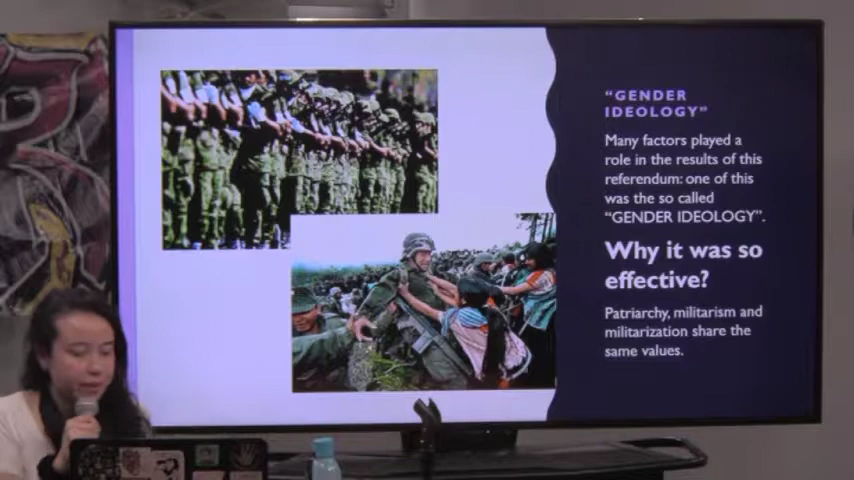 "GENDER
IDEOLOGY"
Many factors played a
role in the results of this
referendum: one of this
was the so called
"GENDER IDEOLOGY".
Why it was so
effective?
Patriarchy, militarism and
militarization share the
same values.